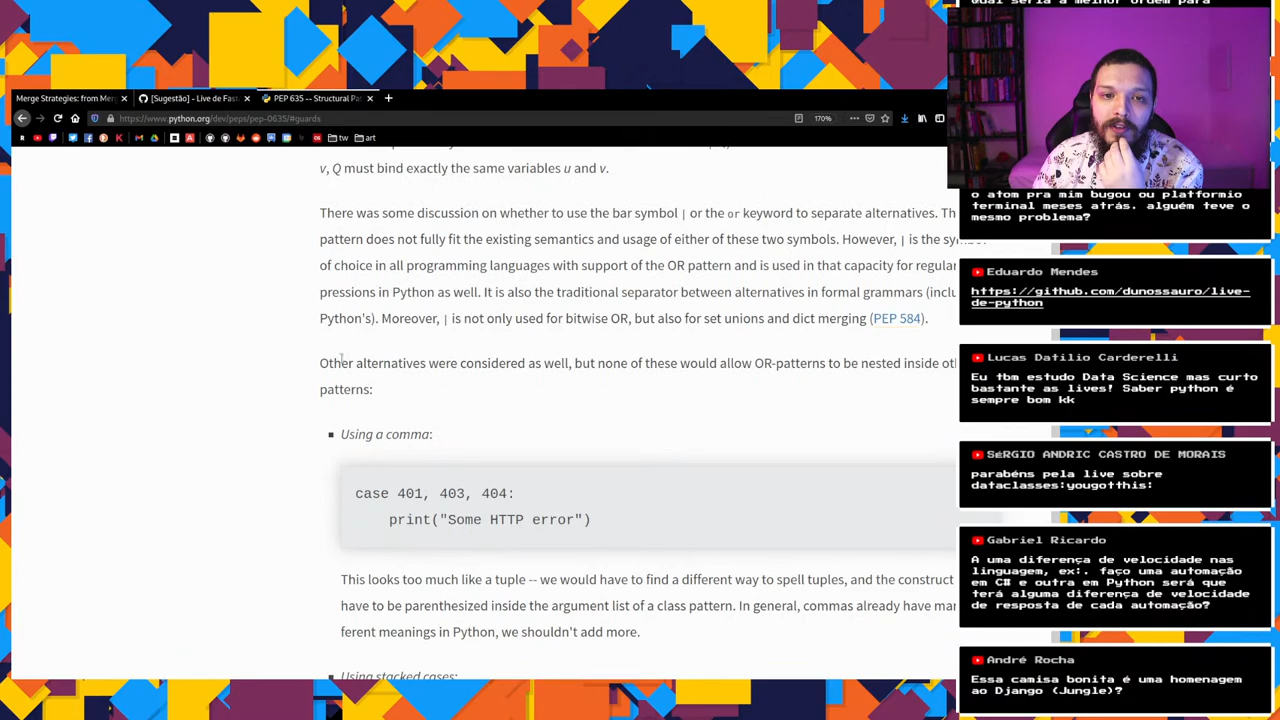 Merge Strategies: from Mer
[Sugestão] - Live de Fast
PEP 635 -- Structural Pa
https://www.python.org/dev/peps/pep-0635/#guards
170%
tw
art
v, Q must bind exactly the same variables u and v.
There was some discussion on whether to use the bar symbol | or the or keyword to separate alternatives. Th
pattern does not fully fit the existing semantics and usage of either of these two symbols. However, | is the symb
of choice in all programming languages with support of the OR pattern and is used in that capacity for regular
pressions in Python as well. It is also the traditional separator between alternatives in formal grammars (inclu
Python's). Moreover, | is not only used for bitwise OR, but also for set unions and dict merging (PEP 584).
Other alternatives were considered as well, but none of these would allow OR-patterns to be nested inside oth
patterns:
Using a comma:
case 401, 403, 404:
print("Some HTTP error")
This looks too much like a tuple -- we would have to find a different way to spell tuples, and the construct
have to be parenthesized inside the argument list of a class pattern. In general, commas already have man
ferent meanings in Python, we shouldn't add more.
Using stacked cases:
Qual seria a melhor ordem para
o atom pra mim bugou ou platformio
terminal meses atrás. alguém teve o
mesmo problema?
Eduardo Mendes
https://github.com/dunossauro/live-
de-python
Lucas Datilio Carderelli
Eu tbm estudo Data Science mas curto
bastante as lives! Saber python é
sempre bom kk
SéRGIO ANDRIC CASTRO DE MORAIS
parabéns pela live sobre
dataclasses:yougotthis:
Gabriel Ricardo
A uma diferença de velocidade nas
linguagem, ex:. faço uma automação
em C# e outra em Python será que
terá alguma diferença de velocidade
de resposta de cada automação?
André Rocha
Essa camisa bonita é uma homenagem
ao Django (Jungle)?